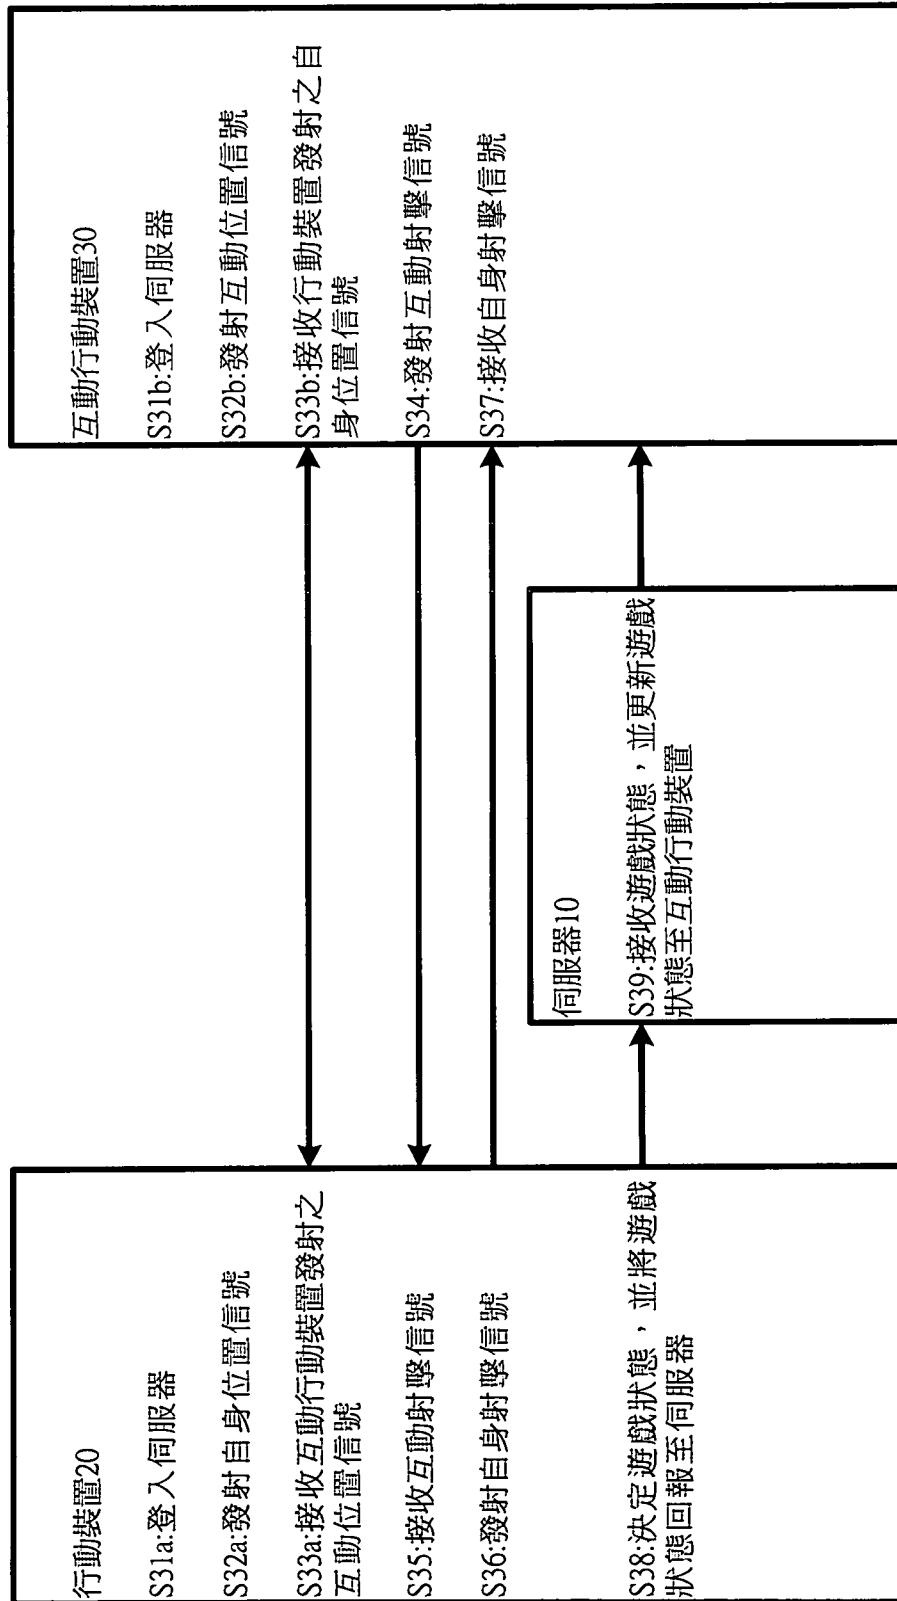 行動裝置20
S31a:登入伺服器
S32a:發射自身位置信號
S33a:接收互動行動裝置發射之
互動位置信號
S35:接收互動射擊信號
S36:發射自身射擊信號
S38:決定遊戲狀態，並將遊戲
狀態回報至伺服器
伺服器10
S39:接收遊戲狀態，並更新遊戲
狀態至互動行動裝置
互動行動裝置30
S31b:登入伺服器
S32b:發射互動位置信號
S33b:接收行動裝置發射之自
身位置信號
S34:發射互動射擊信號
S37:接收自身射擊信號